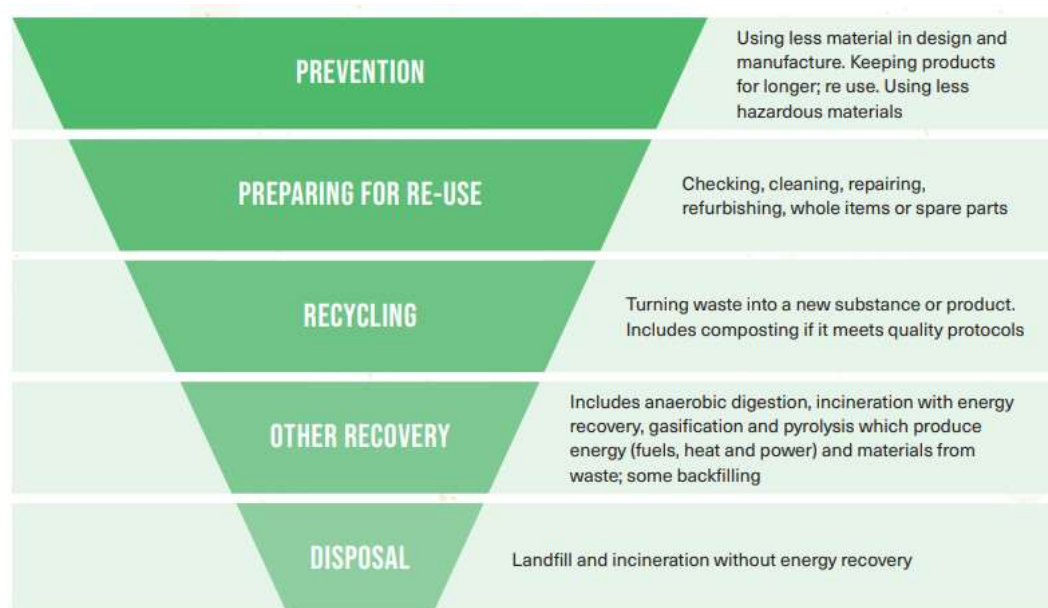 PREVENTION
Using less material in design and
manufacture. Keeping products
for longer; re use. Using less
hazardous materials
PREPARING FOR RE-USE
Checking, cleaning, repairing,
refurbishing, whole items or spare parts
RECYCLING
Turning waste into a new substance or product.
Includes composting if it meets quality protocols
OTHER RECOVERY
Includes anaerobic digestion, incineration with energy
recovery, gasification and pyrolysis which produce
energy (fuels, heat and power) and materials from
waste; some backfilling
DISPOSAL
Landfill and incineration without energy recovery